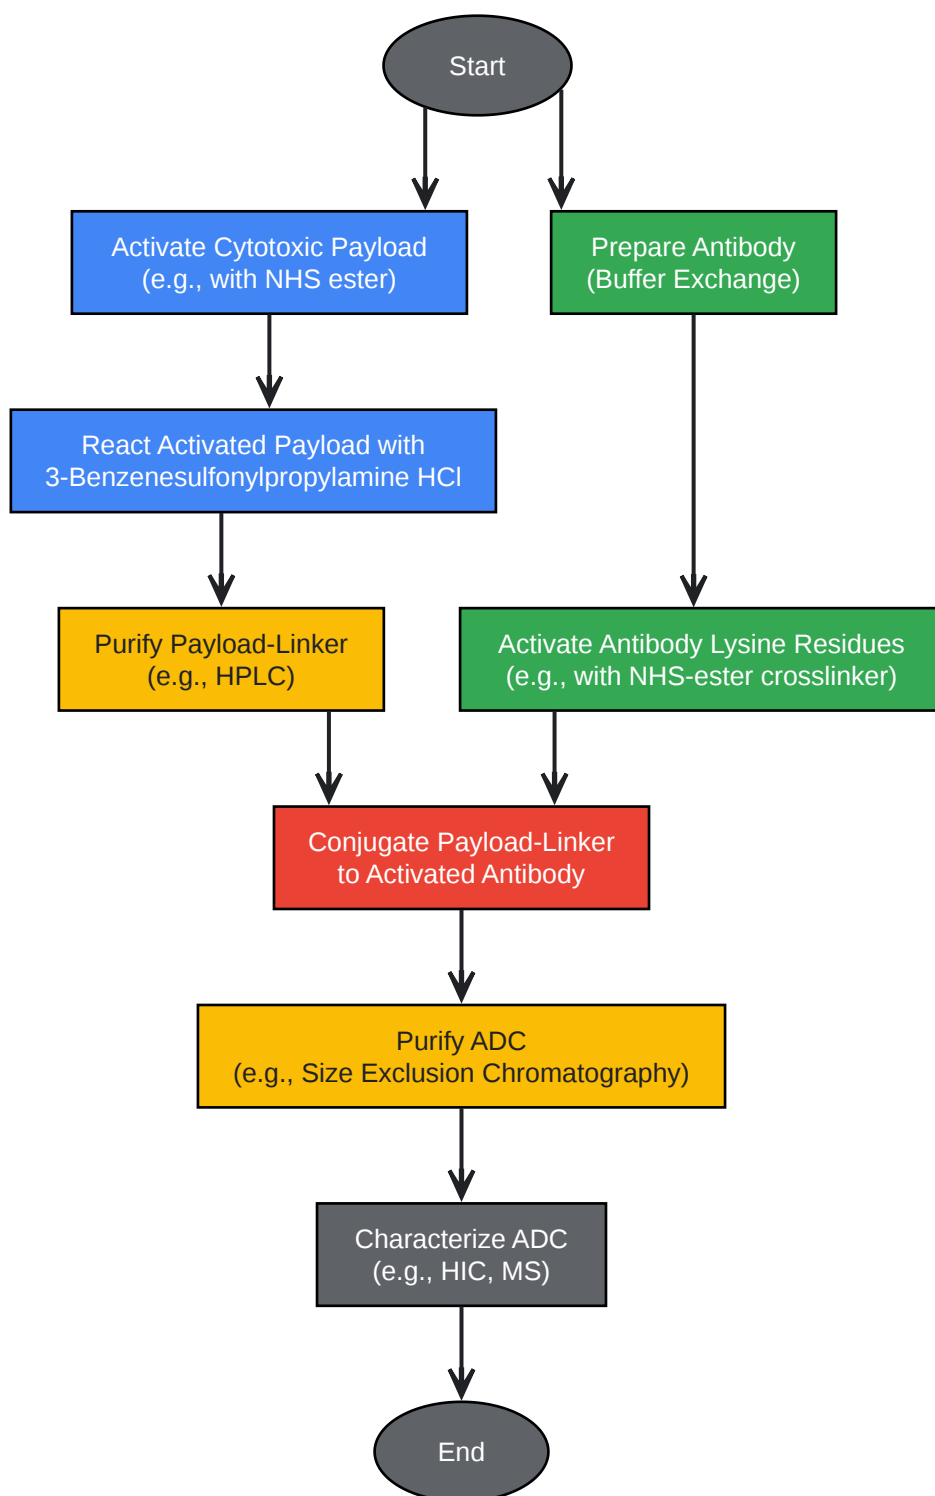 Start
Activate Cytotoxic Payload
(e.g., with NHS ester)
Prepare Antibody
(Buffer Exchange)
React Activated Payload with
3-Benzenesulfonylpropylamine HCl
Purify Payload-Linker
(e.g., HPLC)
Activate Antibody Lysine Residues
(e.g., with NHS-ester crosslinker)
Conjugate Payload-Linker
to Activated Antibody
Purify ADC
(e.g., Size Exclusion Chromatography)
Characterize ADC
(e.g., HIC, MS)
End